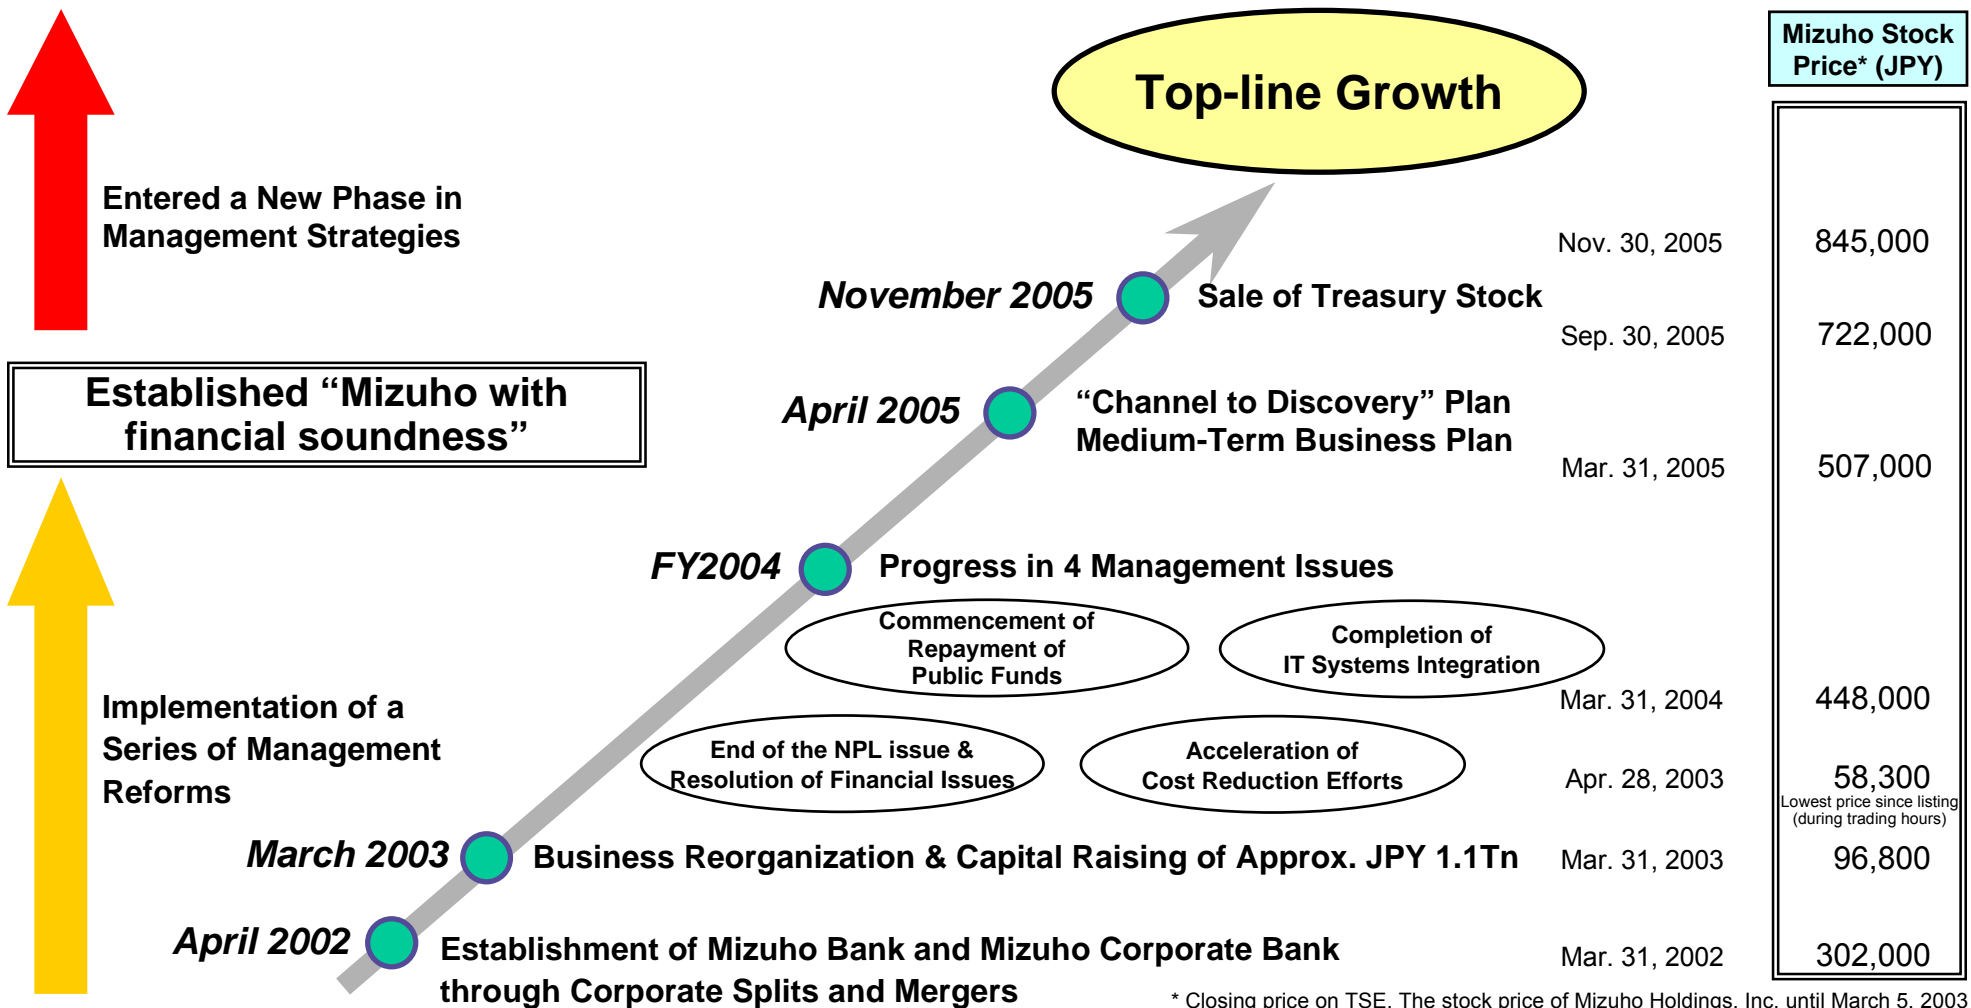 Mizuho Stock
Price* (JPY)
Top-line Growth
Entered a New Phase in
Management Strategies
Nov. 30, 2005
845,000
November 2005
Sale of Treasury Stock
Sep. 30, 2005
722,000
Established “Mizuho with
financial soundness”
April 2005
“Channel to Discovery” Plan
Medium-Term Business Plan
Mar. 31, 2005
507,000
FY2004
Progress in 4 Management Issues
Commencement of
Repayment of
Public Funds
Completion of
IT Systems Integration
Mar. 31, 2004
448,000
Implementation of a
Series of Management
Reforms
End of the NPL issue &
Resolution of Financial Issues
Acceleration of
Cost Reduction Efforts
Apr. 28, 2003
58,300
Lowest price since listing
(during trading hours)
March 2003
Business Reorganization & Capital Raising of Approx. JPY 1.1Tn
Mar. 31, 2003
96,800
April 2002
Establishment of Mizuho Bank and Mizuho Corporate Bank
through Corporate Splits and Mergers
Mar. 31, 2002
302,000
* Closing price on TSE. The stock price of Mizuho Holdings, Inc. until March 5, 2003